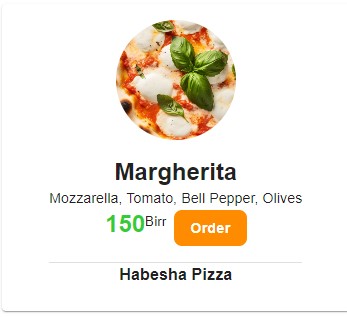 Margherita
Mozzarella, Tomato, Bell Pepper, Olives
150Birr Order
Habesha Pizza